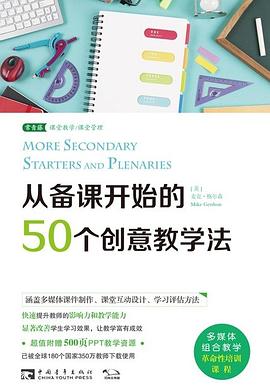 常青藤 课堂教学/课堂管理
MORE SECONDARY
STARTERS AND PLENARIES
从备课开始的
50个创意教学法
[英]
麦克·格尔森
Mike Gershon
涵盖多媒体课件制作、课堂互动设计、学习评估方法
快速提升教师的影响力和教学能力
显著改善学生学习效果，让教学富有成效
超值附赠500页PPT教学资源
已被全球180个国家350万教师下载使用
多媒体
组合教学
革命性培训
课程
中国青年出版社
CHINA YOUTH PRESS